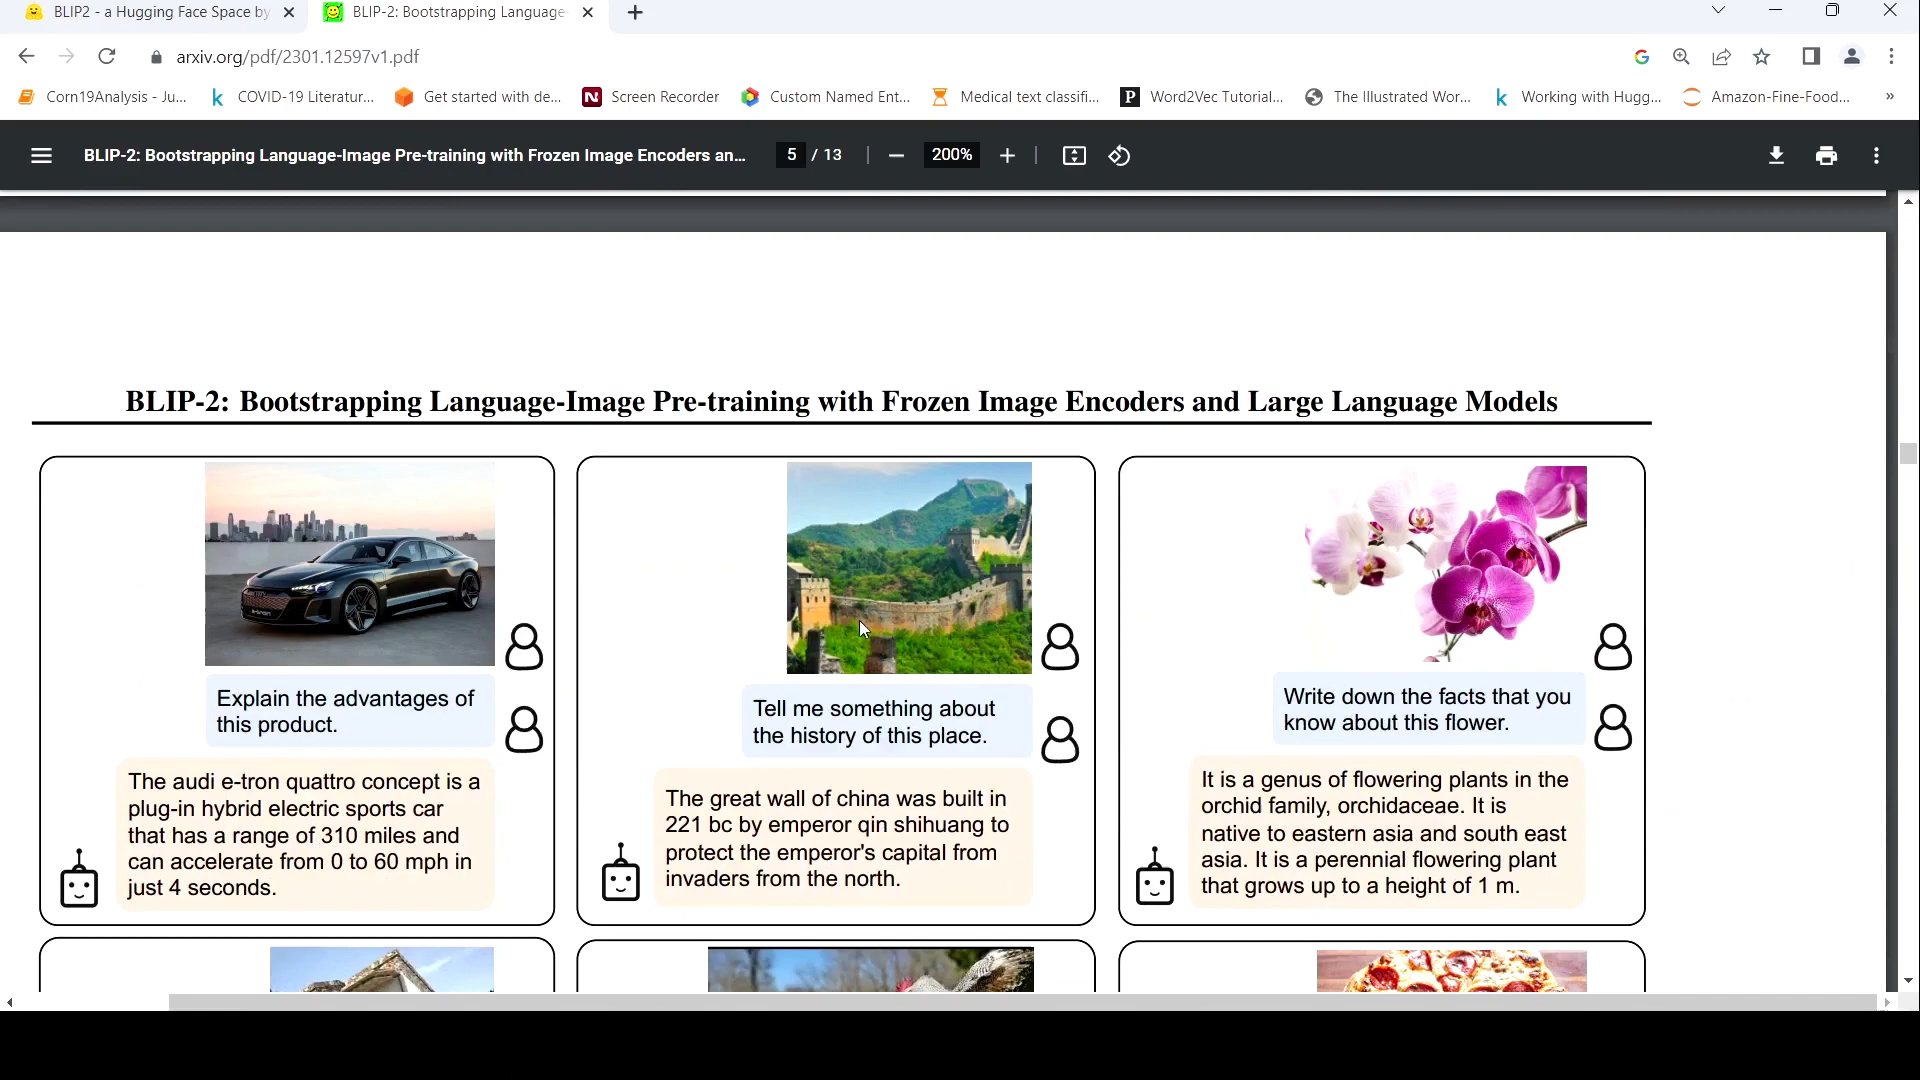 BLIP2 - a Hugging Face Space by
BLIP-2: Bootstrapping Language-
arxiv.org/pdf/2301.12597v1.pdf
Corn19Analysis - Ju...
COVID-19 Literatur...
Get started with de...
Screen Recorder
Custom Named Ent...
Medical text classifi...
Word2Vec Tutorial...
The Illustrated Wor...
Working with Hugg...
Amazon-Fine-Food...
»
BLIP-2: Bootstrapping Language-Image Pre-training with Frozen Image Encoders an...
5 / 13
200%
BLIP-2: Bootstrapping Language-Image Pre-training with Frozen Image Encoders and Large Language Models
Explain the advantages of
this product.
The audi e-tron quattro concept is a
plug-in hybrid electric sports car
that has a range of 310 miles and
can accelerate from 0 to 60 mph in
just 4 seconds.
Tell me something about
the history of this place.
The great wall of china was built in
221 bc by emperor qin shihuang to
protect the emperor's capital from
invaders from the north.
Write down the facts that you
know about this flower.
It is a genus of flowering plants in the
orchid family, orchidaceae. It is
native to eastern asia and south east
asia. It is a perennial flowering plant
that grows up to a height of 1 m.